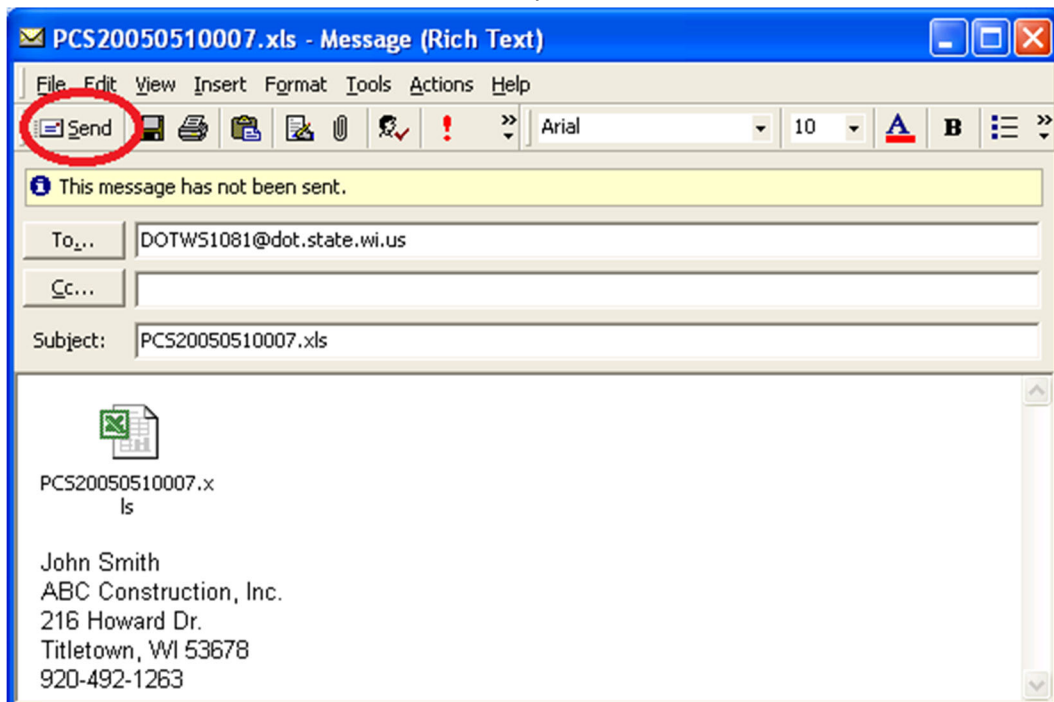 PCS20050510007.xls - Message (Rich Text)
File Edit View Insert Format Tools Actions Help
Send Arial 10 A B
This message has not been sent.
To... DOTWS1081@dot.state.wi.us
Cc...
Subject: PCS20050510007.xls
PCS20050510007.x
ls
John Smith
ABC Construction, Inc.
216 Howard Dr.
Titletown, WI 53678
920-492-1263